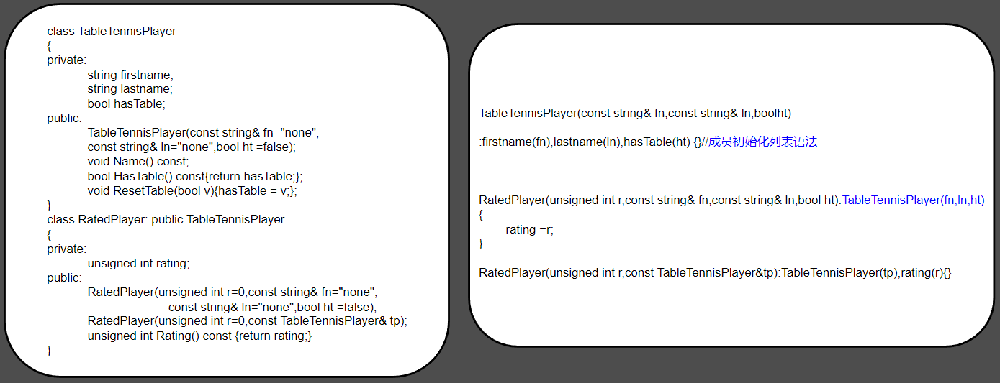 class TableTennisPlayer
{
private:
string firstname;
string lastname;
bool hasTable;
public:
TableTennisPlayer(const string& fn="none",
const string& ln="none",bool ht =false);
void Name() const;
bool HasTable() const{return hasTable;};
void ResetTable(bool v){hasTable = v;};
}
class RatedPlayer: public TableTennisPlayer
{
private:
unsigned int rating;
public:
RatedPlayer(unsigned int r=0,const string& fn="none",
const string& ln="none",bool ht =false);
RatedPlayer(unsigned int r=0,const TableTennisPlayer& tp);
unsigned int Rating() const {return rating;}
}
TableTennisPlayer(const string& fn,const string& ln,boolht)
:firstname(fn),lastname(ln),hasTable(ht) {}//成员初始化列表语法
RatedPlayer(unsigned int r,const string& fn,const string& ln,bool ht):TableTennisPlayer(fn,ln,ht)
{
rating =r;
}
RatedPlayer(unsigned int r,const TableTennisPlayer&tp):TableTennisPlayer(tp),rating(r){}